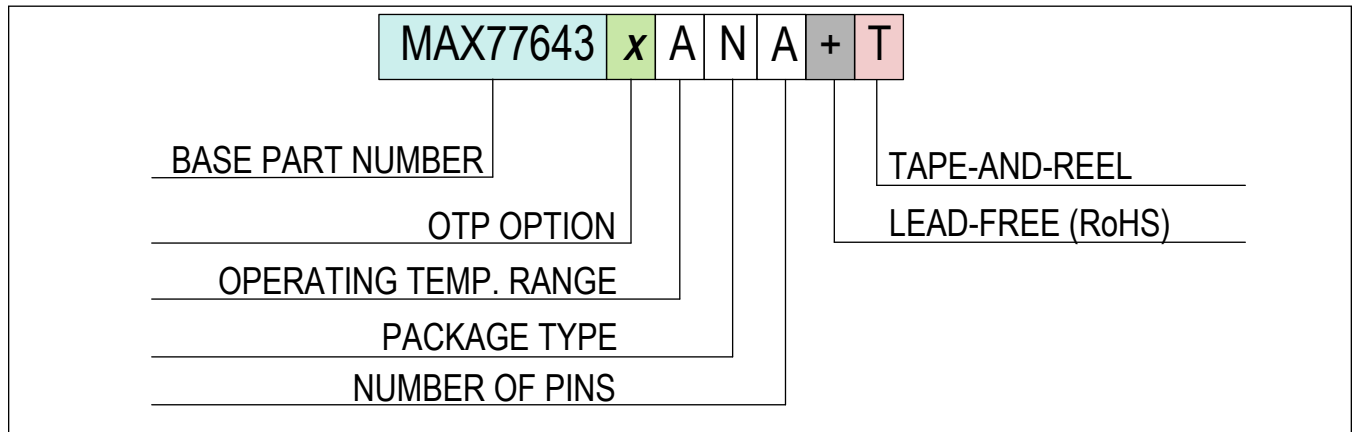 MAX77643 x A N A + T
BASE PART NUMBER
TAPE-AND-REEL
OTP OPTION
LEAD-FREE (RoHS)
OPERATING TEMP. RANGE
PACKAGE TYPE
NUMBER OF PINS